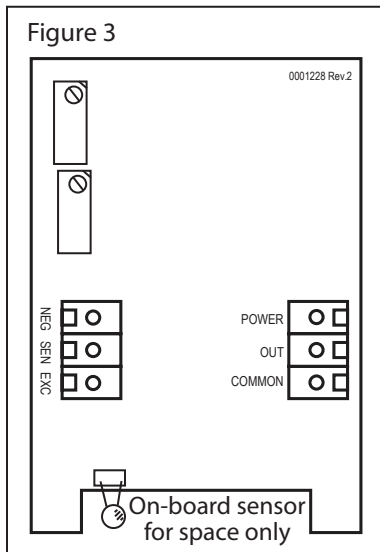 Figure 3
0001228 Rev.2
NEG
SEN
EXC
POWER
OUT
COMMON
On-board sensor
for space only